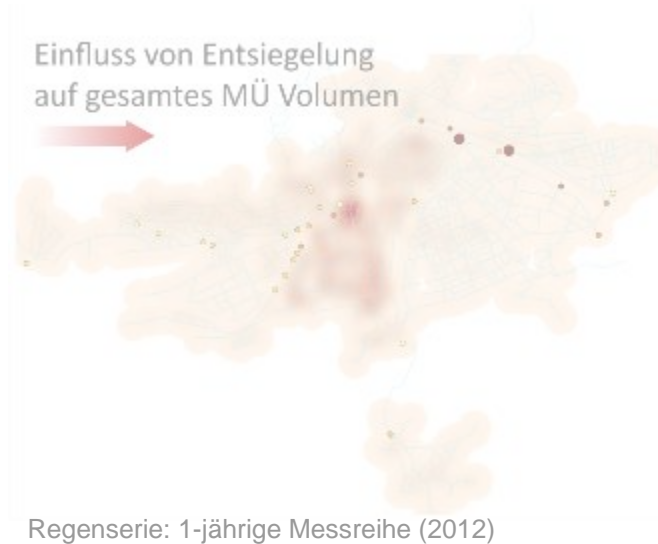 Einfluss von Entsiegelung
auf gesamtes MÜ Volumen
Regenserie: 1-jährige Messreihe (2012)